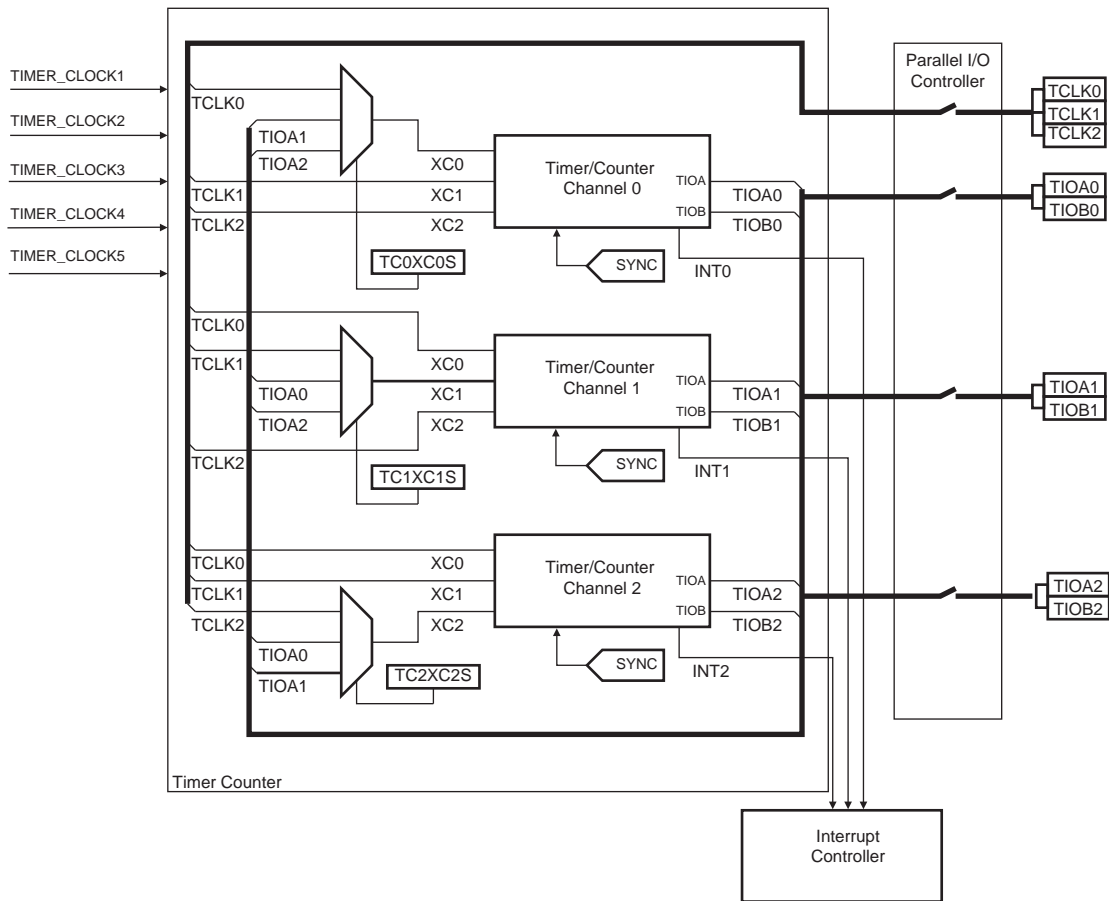 TIMER_CLOCK1
TIMER_CLOCK2
TIMER_CLOCK3
TIMER_CLOCK4
TIMER_CLOCK5
TCLK0
TIOA1
TIOA2
TCLK1
TCLK2
XC0
XC1
XC2
TC0XC0S
Timer/Counter
Channel 0
TIOA
TIOB
TIOA0
TIOB0
SYNC
INT0
TCLK0
TCLK1
TIOA0
TIOA2
TCLK2
XC0
XC1
XC2
TC1XC1S
Timer/Counter
Channel 1
TIOA
TIOB
TIOA1
TIOB1
SYNC
INT1
TCLK0
TCLK1
TCLK2
TIOA0
TIOA1
XC0
XC1
XC2
TC2XC2S
Timer/Counter
Channel 2
TIOA
TIOB
TIOA2
TIOB2
SYNC
INT2
Timer Counter
Parallel I/O
Controller
TCLK0
TCLK1
TCLK2
TIOA0
TIOB0
TIOA1
TIOB1
TIOA2
TIOB2
Interrupt
Controller